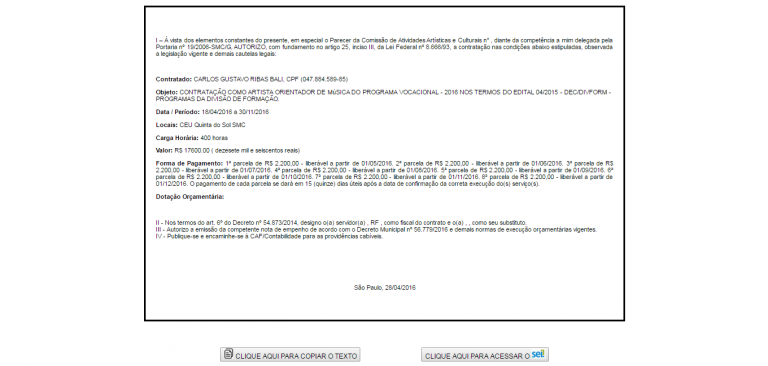 I – À vista dos elementos constantes do presente, em especial o Parecer da Comissão de Atividades Artísticas e Culturais nº , diante da competência a mim delegada pela
Portaria nº 19/2006-SMC/G, AUTORIZO, com fundamento no artigo 25, inciso III, da Lei Federal nº 8.666/93, a contratação nas condições abaixo estipuladas, observada
a legislação vigente e demais cautelas legais:
Contratado: CARLOS GUSTAVO RIBAS BALI, CPF (047.884.589-65)
Objeto: CONTRATAÇÃO COMO ARTISTA ORIENTADOR DE MúSICA DO PROGRAMA VOCACIONAL - 2016 NOS TERMOS DO EDITAL 04/2015 - DEC/DIVFORM -
PROGRAMAS DA DIVISÃO DE FORMAÇÃO.
Data / Período: 18/04/2016 a 30/11/2016
Locais: CEU Quinta do Sol SMC
Carga Horária: 400 horas
Valor: R$ 17600.00 ( dezesete mil e seiscentos reais)
Forma de Pagamento: 1ª parcela de R$ 2.200,00 - liberável a partir de 01/05/2016. 2ª parcela de R$ 2.200,00 - liberável a partir de 01/06/2016. 3ª parcela de R$
2.200,00 - liberável a partir de 01/07/2016. 4ª parcela de R$ 2.200,00 - liberável a partir de 01/08/2016. 5ª parcela de R$ 2.200,00 - liberável a partir de 01/09/2016. 6ª
parcela de R$ 2.200,00 - liberável a partir de 01/10/2016. 7ª parcela de R$ 2.200,00 - liberável a partir de 01/11/2016. 8ª parcela de R$ 2.200,00 - liberável a partir de
01/12/2016. O pagamento de cada parcela se dará em 15 (quinze) dias úteis após a data de confirmação da correta execução do(s) serviço(s).
Dotação Orçamentária:
II - Nos termos do art. 6º do Decreto nº 54.873/2014, designo o(a) servidor(a) , RF , como fiscal do contrato e o(a) , , como seu substituto.
III - Autorizo a emissão da competente nota de empenho de acordo com o Decreto Municipal nº 56.779/2016 e demais normas de execução orçamentárias vigentes.
IV - Publique-se e encaminhe-se à CAF/Contabilidade para as providências cabíveis.
São Paulo, 28/04/2016
CLIQUE AQUI PARA COPIAR O TEXTO
CLIQUE AQUI PARA ACESSAR O sei!